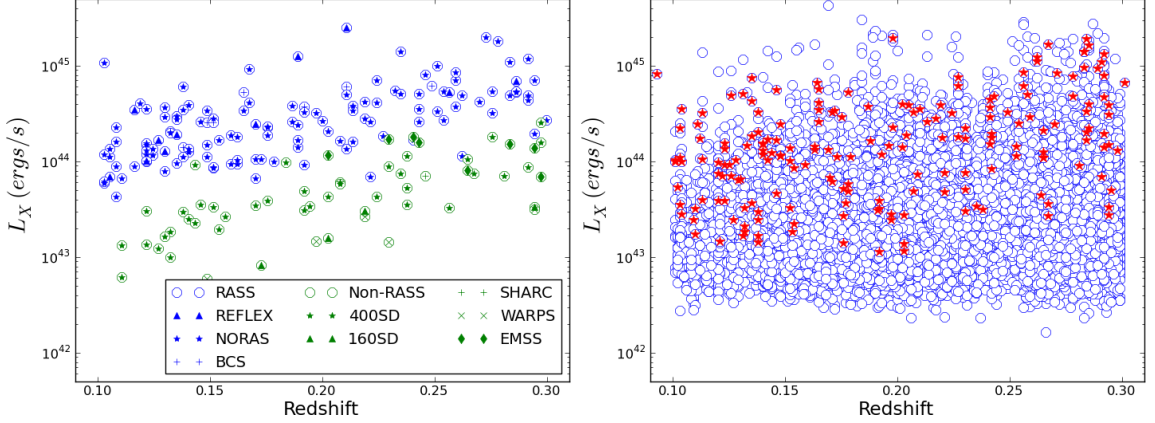 10^45
10^44
10^43
10^42
L_X (ergs/s)
0.10 0.15 0.20 0.25 0.30
Redshift
RASS Non-RASS SHARC
REFLEX 400SD WARPS
NORAS 160SD EMSS
BCS
10^45
10^44
10^43
10^42
L_X (ergs/s)
0.10 0.15 0.20 0.25 0.30
Redshift